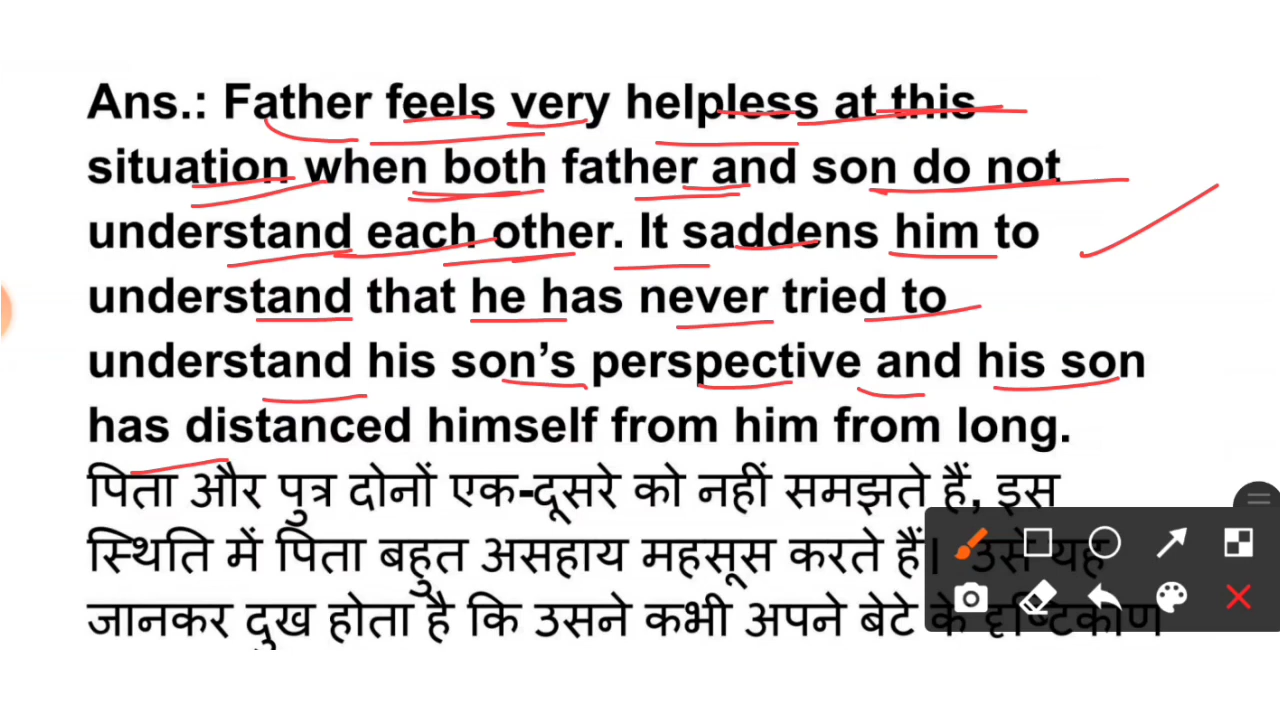 Ans.: Father feels very helpless at this
situation when both father and son do not
understand each other. It saddens him to
understand that he has never tried to
understand his son's perspective and his son
has distanced himself from him from long.
पिता और पुत्र दोनों एक-दूसरे को नहीं समझते हैं, इस
स्थिति में पिता बहुत असहाय महसूस करते हैं। उसे यह
जानकर दुख होता है कि उसने कभी अपने बेटे के दृष्टिकोण